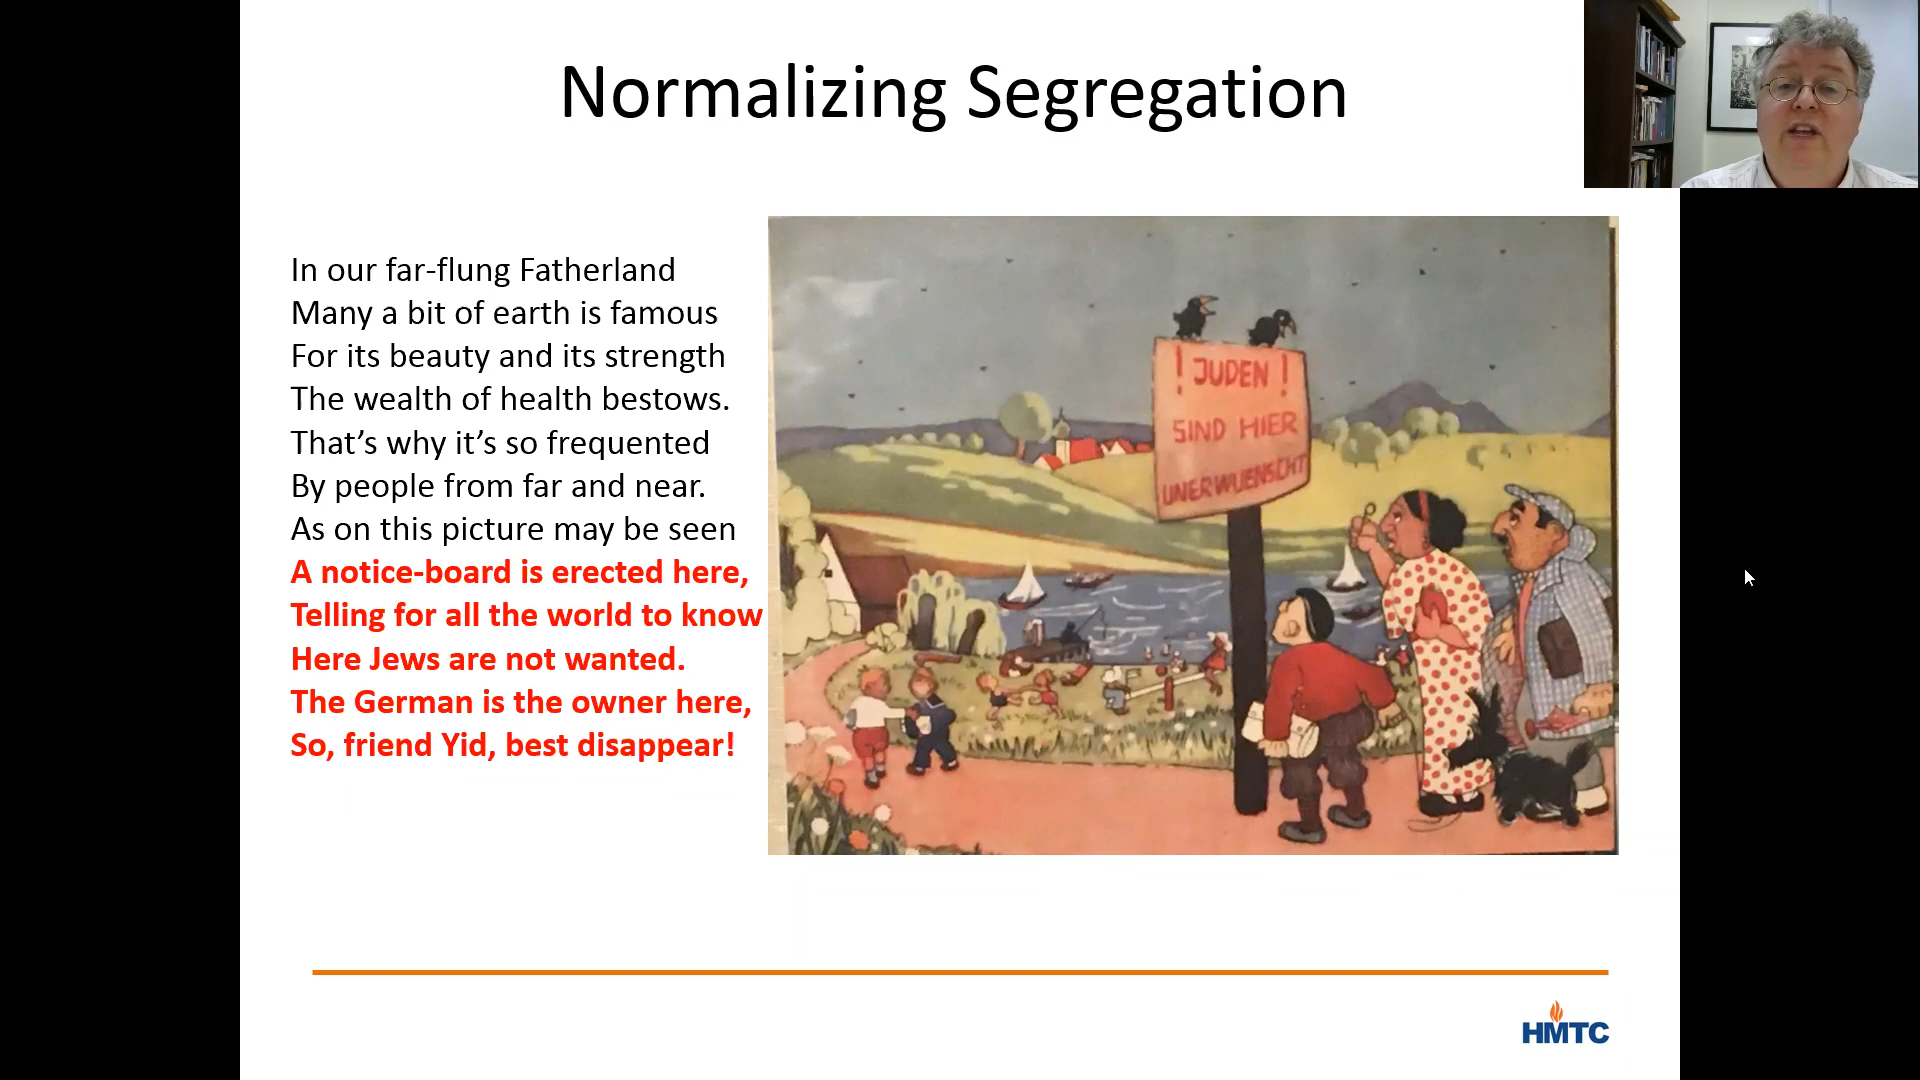 Normalizing Segregation
In our far-flung Fatherland
Many a bit of earth is famous
For its beauty and its strength
The wealth of health bestows.
That’s why it’s so frequented
By people from far and near.
As on this picture may be seen
A notice-board is erected here,
Telling for all the world to know
Here Jews are not wanted.
The German is the owner here,
So, friend Yid, best disappear!
! JUDEN !
SIND HIER
UNERWUENSCHT
HMTC